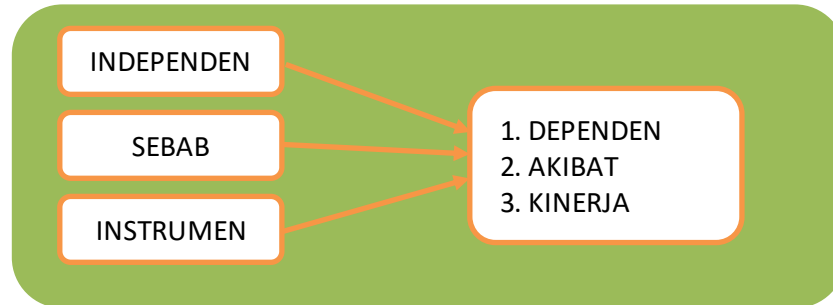 INDEPENDEN
SEBAB
INSTRUMEN
1. DEPENDEN
2. AKIBAT
3. KINERJA